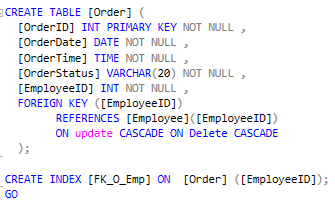 CREATE TABLE [Order] (
[OrderID] INT PRIMARY KEY NOT NULL ,
[OrderDate] DATE NOT NULL ,
[OrderTime] TIME NOT NULL ,
[OrderStatus] VARCHAR(20) NOT NULL ,
[EmployeeID] INT NOT NULL ,
FOREIGN KEY ([EmployeeID])
REFERENCES [Employee]([EmployeeID])
ON update CASCADE ON Delete CASCADE
);
CREATE INDEX [FK_O_Emp] ON  [Order] ([EmployeeID]);
GO